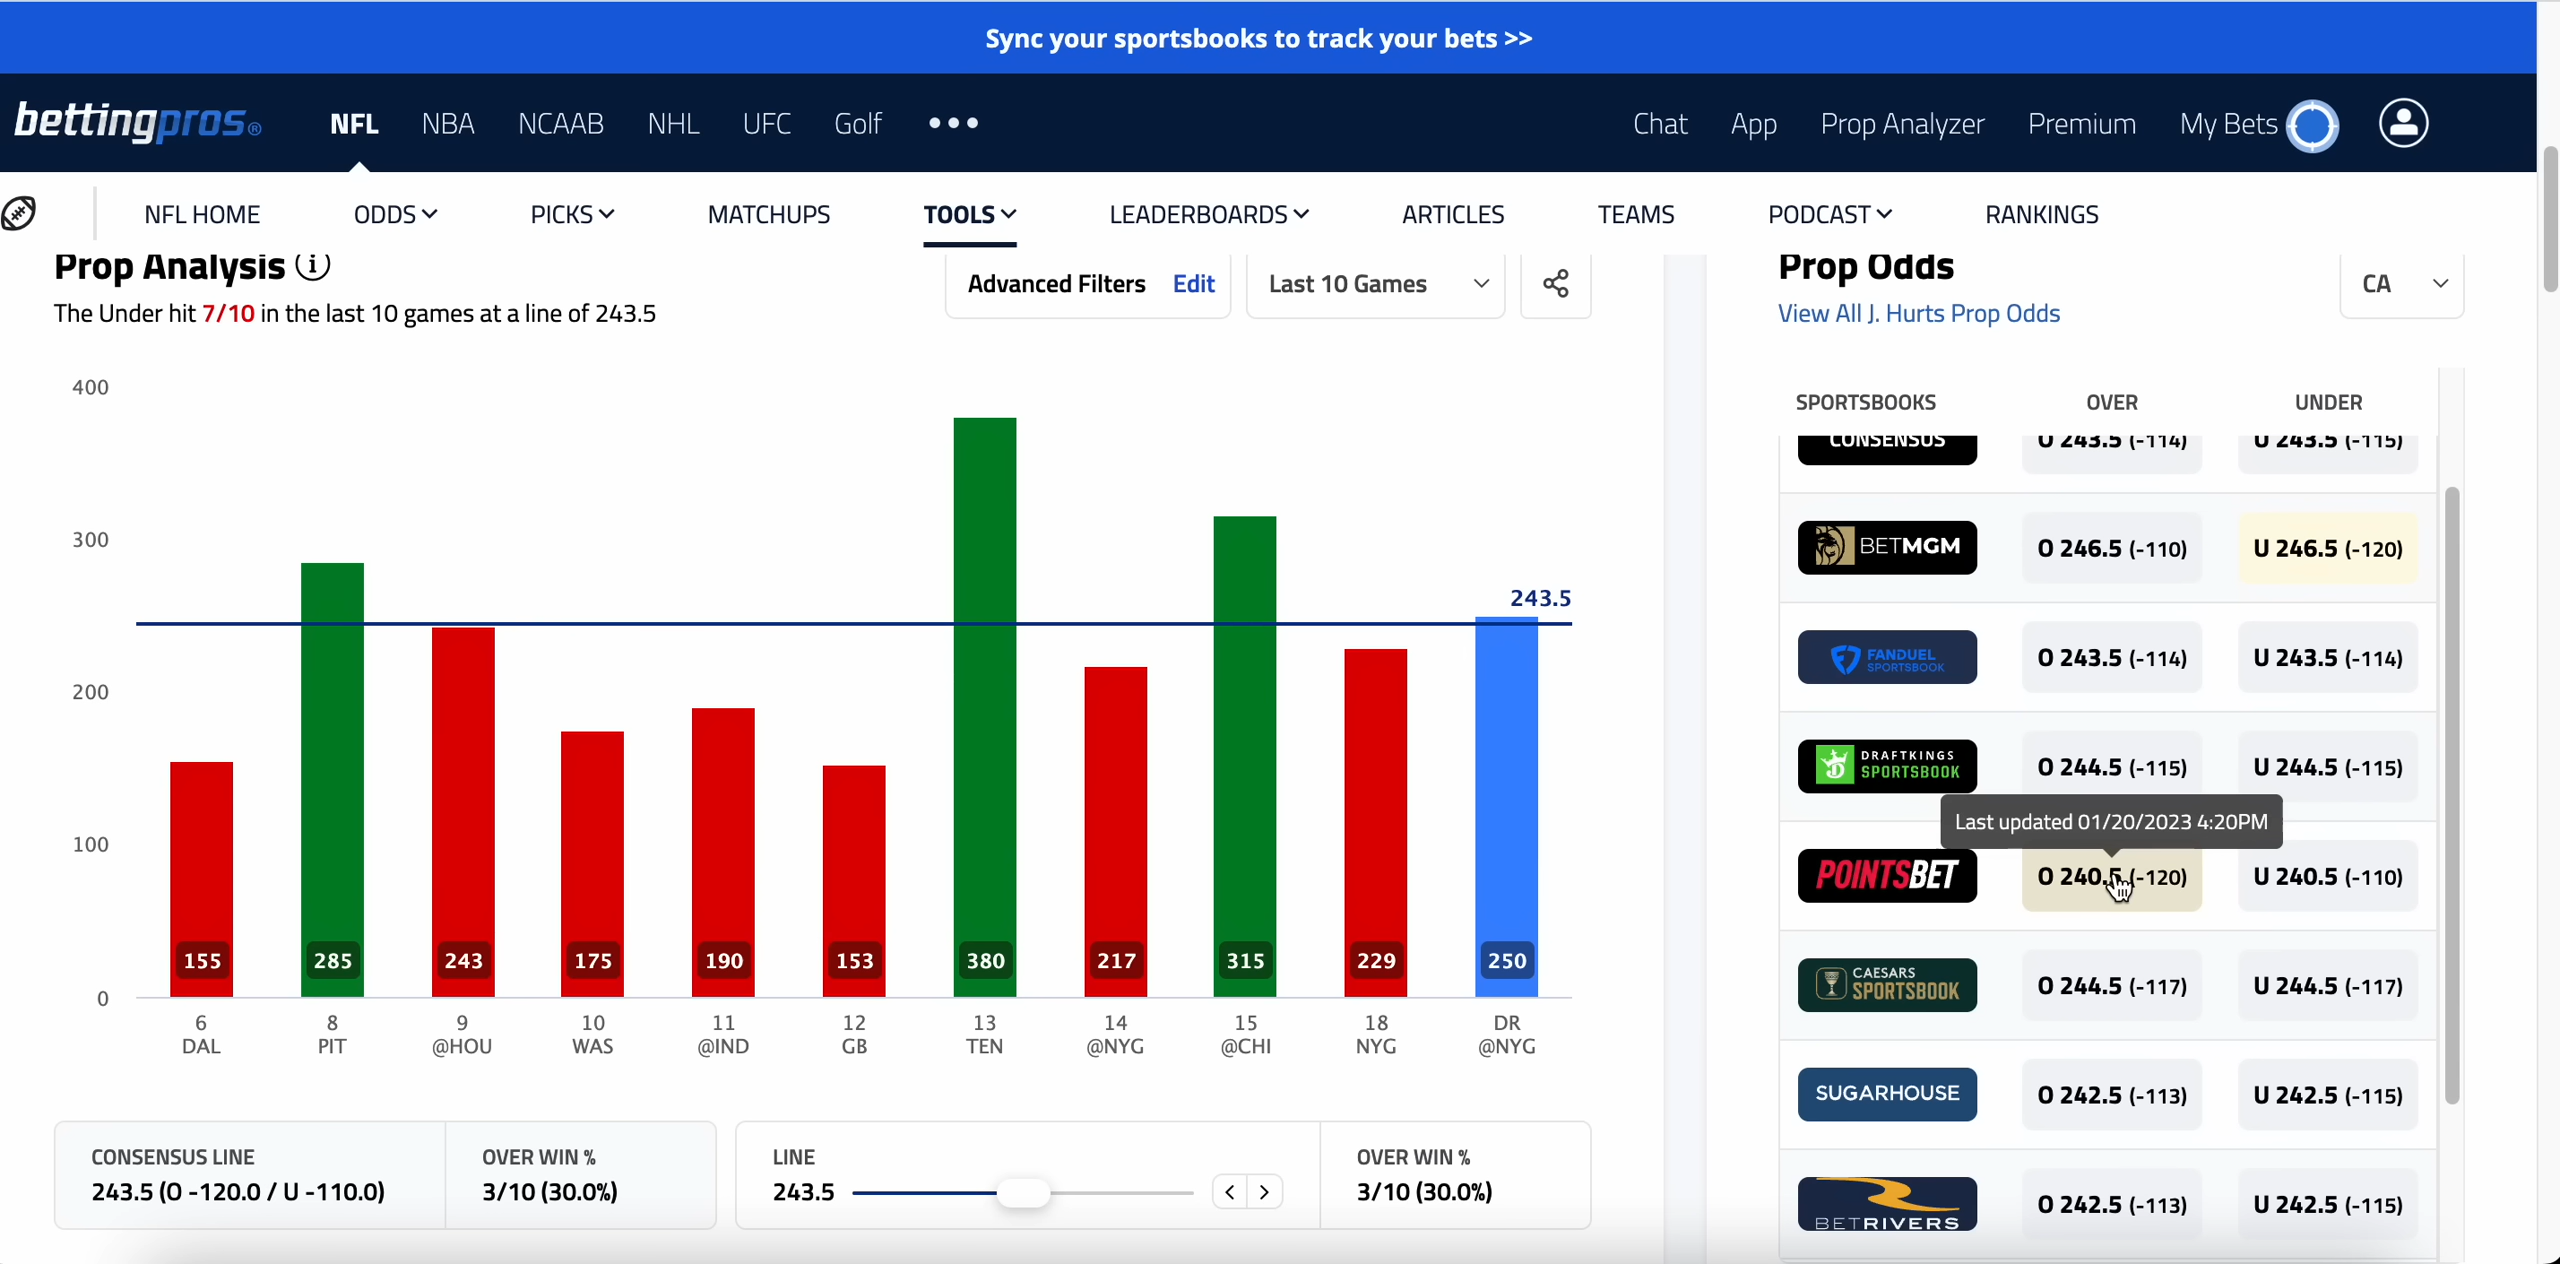 Sync your sportsbooks to track your bets >>
bettingpros®
NFL NBA NCAAB NHL UFC Golf •••
Chat App Prop Analyzer Premium My Bets
NFL HOME ODDS PICKS MATCHUPS TOOLS LEADERBOARDS ARTICLES TEAMS PODCAST RANKINGS
Prop Analysis i
The Under hit 7/10 in the last 10 games at a line of 243.5
Advanced Filters Edit
Last 10 Games
400
300
200
100
0
243.5
155 285 243 175 190 153 380 217 315 229 250
6 8 9 10 11 12 13 14 15 18 DR
DAL PIT @HOU WAS @IND GB TEN @NYG @CHI NYG @NYG
CONSENSUS LINE
243.5 (O -120.0 / U -110.0)
OVER WIN %
3/10 (30.0%)
LINE
243.5
< >
OVER WIN %
3/10 (30.0%)
Prop Odds
View All J. Hurts Prop Odds
CA
SPORTSBOOKS OVER UNDER
CONSENSUS O 243.5 (-114) U 243.5 (-115)
BETMGM O 246.5 (-110) U 246.5 (-120)
FANDUEL
SPORTSBOOK
O 243.5 (-114) U 243.5 (-114)
DRAFTKINGS
SPORTSBOOK
O 244.5 (-115) U 244.5 (-115)
Last updated 01/20/2023 4:20PM
POINTSBET O 240.5 (-120) U 240.5 (-110)
CAESARS
SPORTSBOOK
O 244.5 (-117) U 244.5 (-117)
SUGARHOUSE O 242.5 (-113) U 242.5 (-115)
BETRIVERS O 242.5 (-113) U 242.5 (-115)